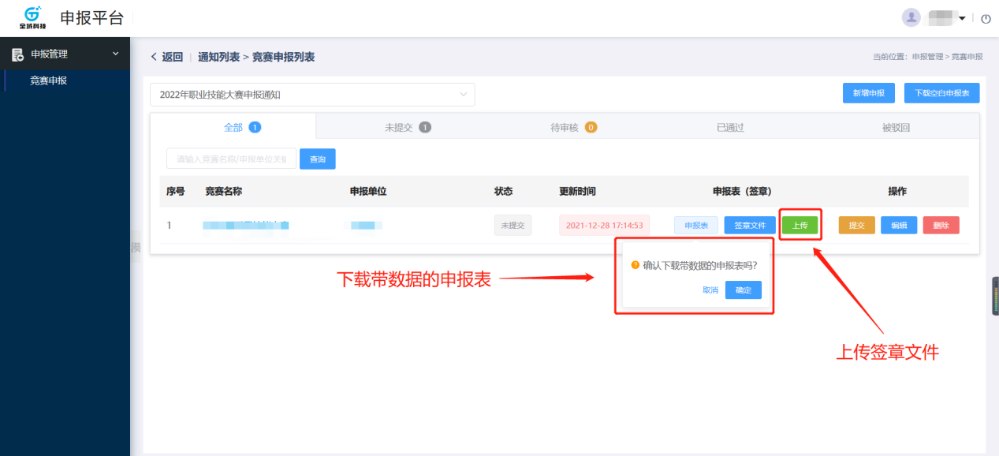 全域科技
申报平台
申报管理
竞赛申报
返回 | 通知列表 > 竞赛申报列表
当前位置：申报管理 > 竞赛申报
2022年职业技能大赛申报通知
新增申报
下载空白申报表
全部 1
未提交 1
待审核 0
已通过
被驳回
请输入竞赛名称/申报单位关键
查询
序号 竞赛名称 申报单位 状态 更新时间 申报表（签章） 操作
1 未提交 2021-12-28 17:14:53 申报表 签章文件 上传 提交 编辑 删除
确认下载带数据的申报表吗?
取消 确定
下载带数据的申报表
上传签章文件